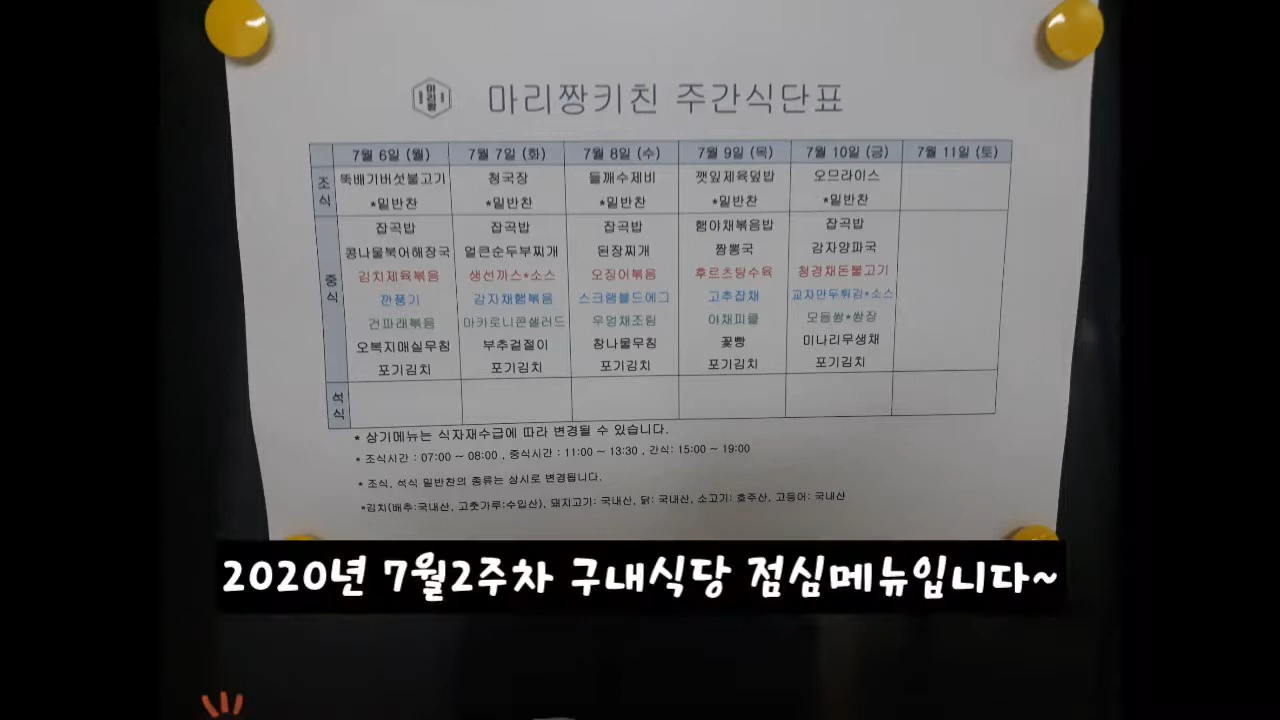 마리짱
마리짱키친 주간식단표
7월 6일 (월) 7월 7일 (화) 7월 8일 (수) 7월 9일 (목) 7월 10일 (금) 7월 11일 (토)
조식 뚝배기버섯불고기 청국장 들깨수제비 깻잎제육덮밥 오므라이스
*밑반찬 *밑반찬 *밑반찬 *밑반찬 *밑반찬
중식 잡곡밥 잡곡밥 잡곡밥 햄야채볶음밥 잡곡밥
콩나물북어해장국 얼큰순두부찌개 된장찌개 짬뽕국 감자양파국
김치제육볶음 생선까스*소스 오징어볶음 후르츠탕수육 청경채돈불고기
깐풍기 감자채햄볶음 스크램블드에그 고추잡채 교자만두튀김*소스
건파래볶음 마카로니콘샐러드 우엉채조림 야채피클 모듬쌈*쌈장
오복지매실무침 부추겉절이 참나물무침 꽃빵 미나리무생채
포기김치 포기김치 포기김치 포기김치 포기김치
석식
* 상기메뉴는 식자재수급에 따라 변경될 수 있습니다.
* 조식시간 : 07:00 ~ 08:00 , 중식시간 : 11:00 ~ 13:30 , 간식: 15:00 ~ 19:00
* 조식, 석식 밑반찬의 종류는 상시로 변경됩니다.
*김치(배추:국내산, 고춧가루:수입산), 돼지고기: 국내산, 닭: 국내산, 소고기: 호주산, 고등어: 국내산
2020년 7월2주차 구내식당 점심메뉴입니다~